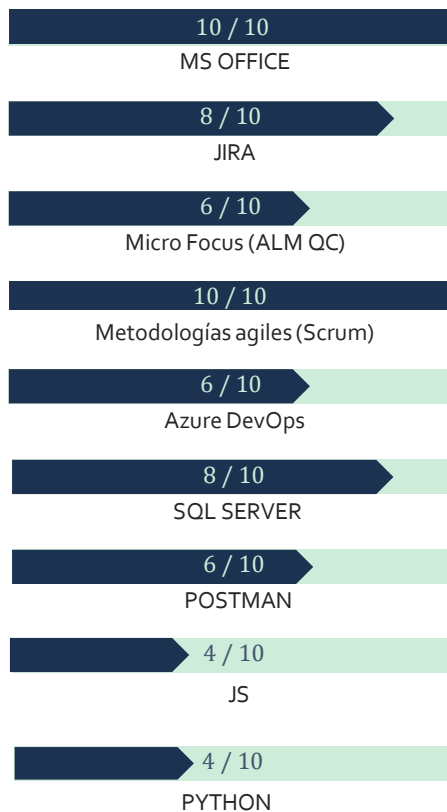 10 / 10
MS OFFICE
8 / 10
JIRA
6 / 10
Micro Focus (ALM QC)
10 / 10
Metodologías agiles (Scrum)
6 / 10
Azure DevOps
8 / 10
SQL SERVER
6 / 10
POSTMAN
4 / 10
JS
4 / 10
PYTHON